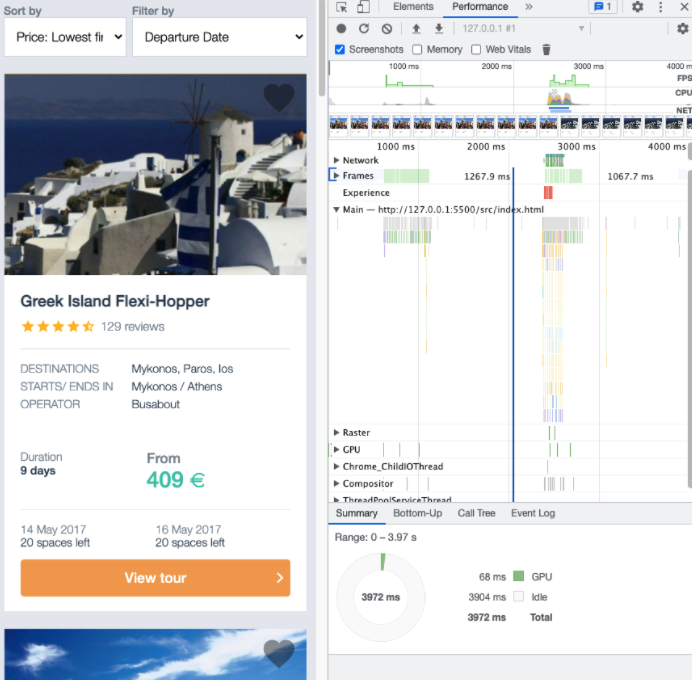 Sort by
Filter by
Price: Lowest fir
Departure Date
Greek Island Flexi-Hopper
129 reviews
DESTINATIONS Mykonos, Paros, Ios
STARTS/ ENDS IN Mykonos / Athens
OPERATOR Busabout
Duration
9 days
From
409 €
14 May 2017
20 spaces left
16 May 2017
20 spaces left
View tour
Elements Performance » 1
127.0.0.1 #1
Screenshots Memory Web Vitals
1000 ms 2000 ms 3000 ms 4000 m
FPS
CPU
NET
1000 ms 2000 ms 3000 ms 4000 ms
Network
Frames 1267.9 ms 1067.7 ms
Experience
Main — http://127.0.0.1:5500/src/index.html
Raster
GPU
Chrome_ChildIOThread
Compositor
ThreadPoolServiceThread
Summary Bottom-Up Call Tree Event Log
Range: 0 – 3.97 s
3972 ms
68 ms GPU
3904 ms Idle
3972 ms Total